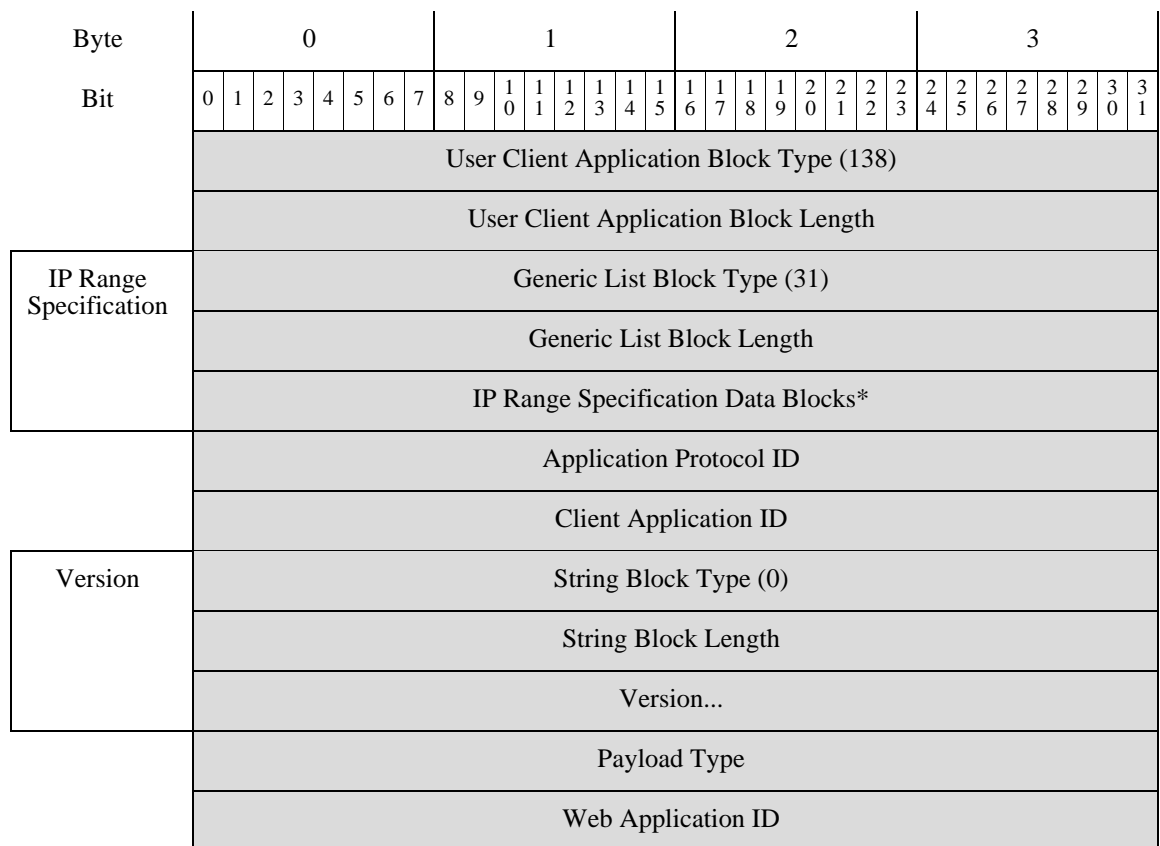 Byte 0 1 2 3
Bit 0 1 2 3 4 5 6 7 8 9 10 11 12 13 14 15 16 17 18 19 20 21 22 23 24 25 26 27 28 29 30 31
User Client Application Block Type (138)
User Client Application Block Length
IP Range
Specification
Generic List Block Type (31)
Generic List Block Length
IP Range Specification Data Blocks*
Application Protocol ID
Client Application ID
Version
String Block Type (0)
String Block Length
Version...
Payload Type
Web Application ID